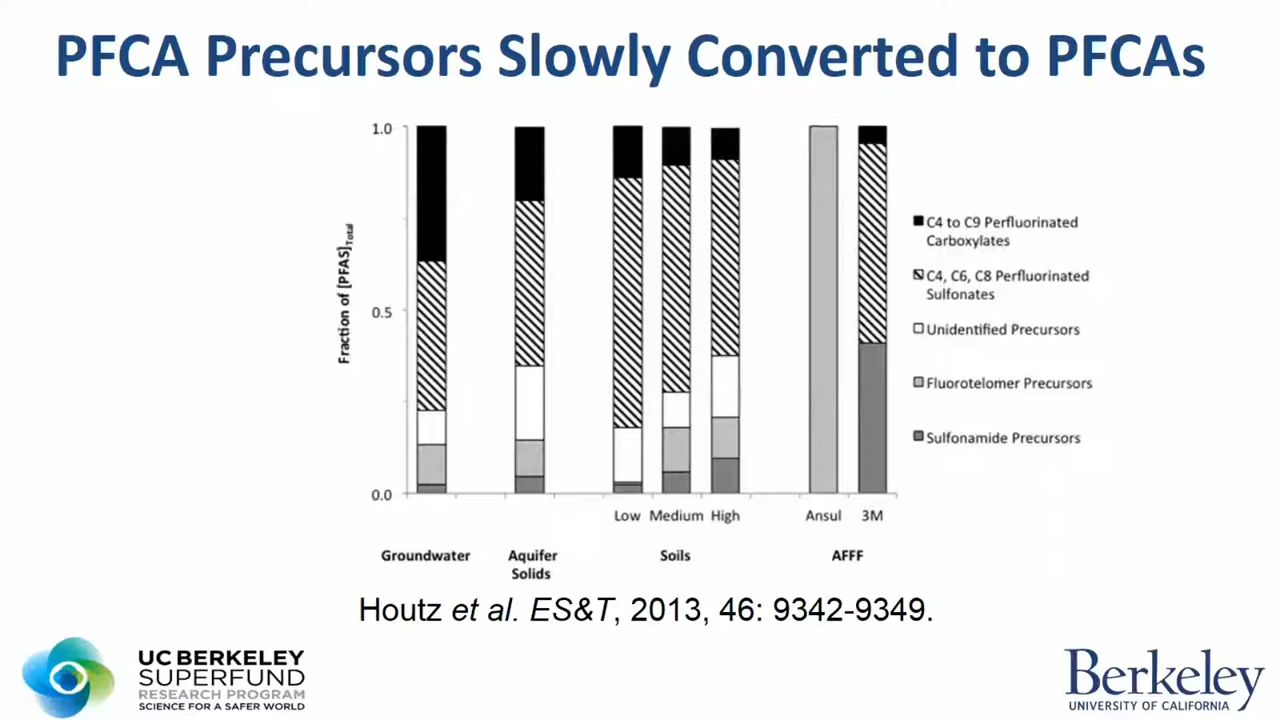 PFCA Precursors Slowly Converted to PFCAs
1.0
0.5
0.0
Fraction of [PFAS]Total
C4 to C9 Perfluorinated
Carboxylates
C4, C6, C8 Perfluorinated
Sulfonates
Unidentified Precursors
Fluorotelomer Precursors
Sulfonamide Precursors
Low Medium High Ansul 3M
Groundwater Aquifer Soils AFFF
Solids
Houtz et al. ES&T, 2013, 46: 9342-9349.
UC BERKELEY
SUPERFUND
RESEARCH PROGRAM
SCIENCE FOR A SAFER WORLD
Berkeley
UNIVERSITY OF CALIFORNIA